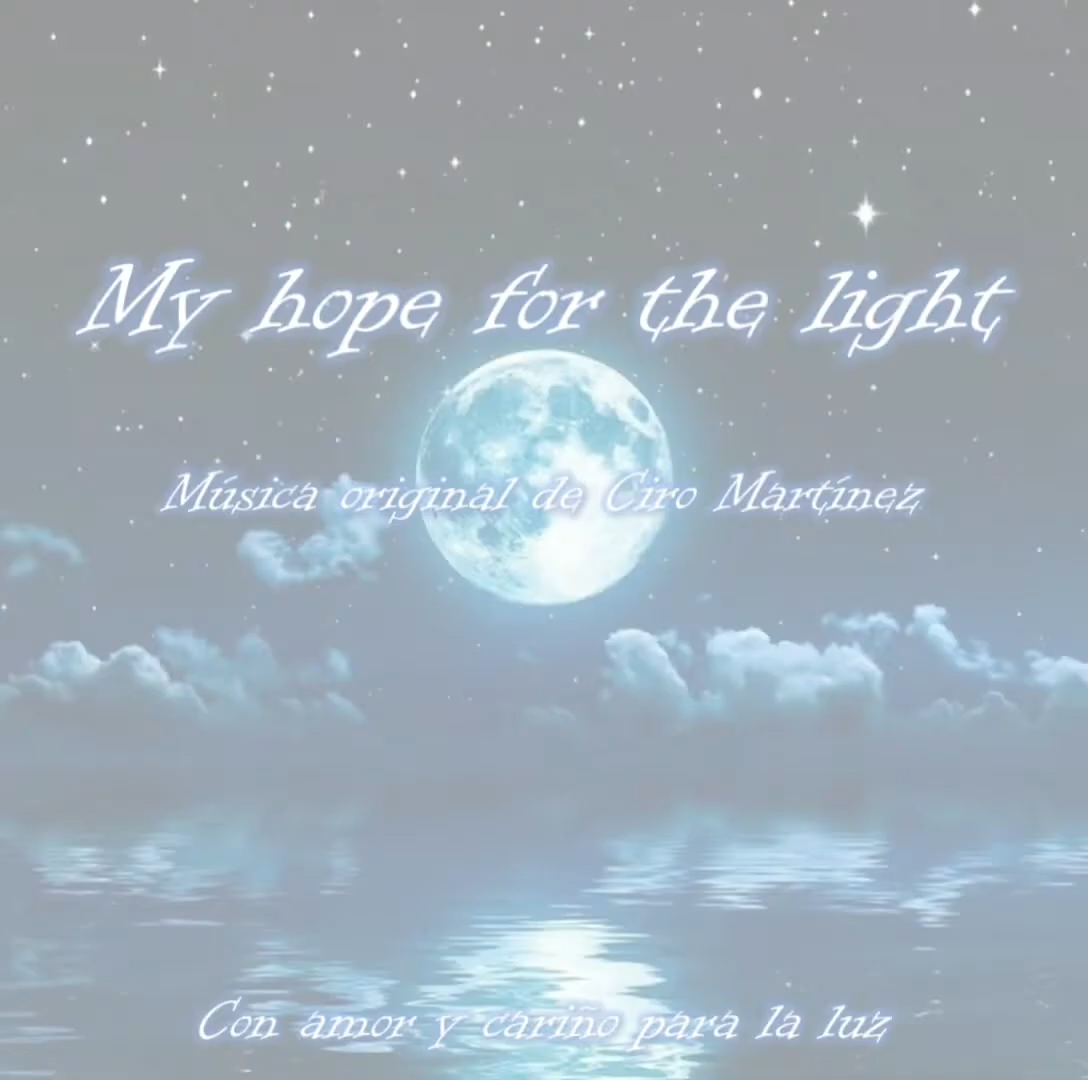 My hope for the light
Música original de Ciro Martínez
Con amor y cariño para la luz